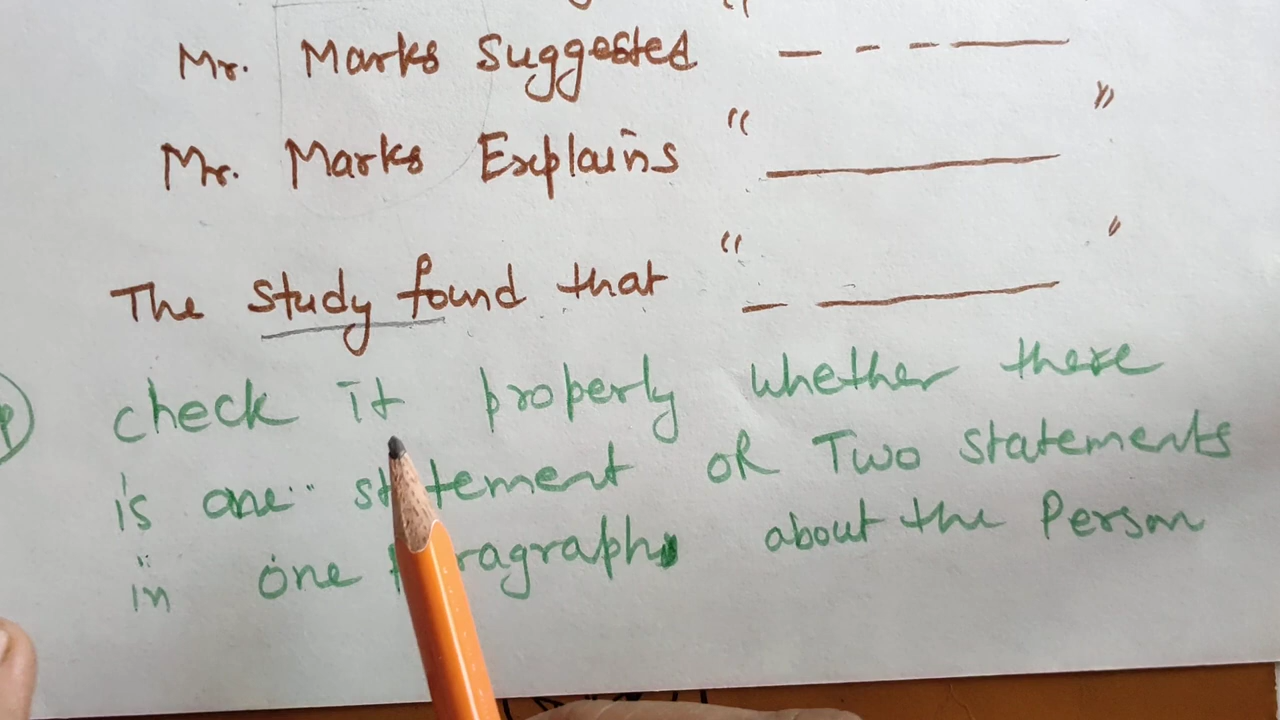 Mr. Marks Suggested “ — - - —
Mr. Marks Explains “ — ”
The study found that “ — — ”
check it properly whether there
is one statement OR Two Statements
in one paragraph, about the Person